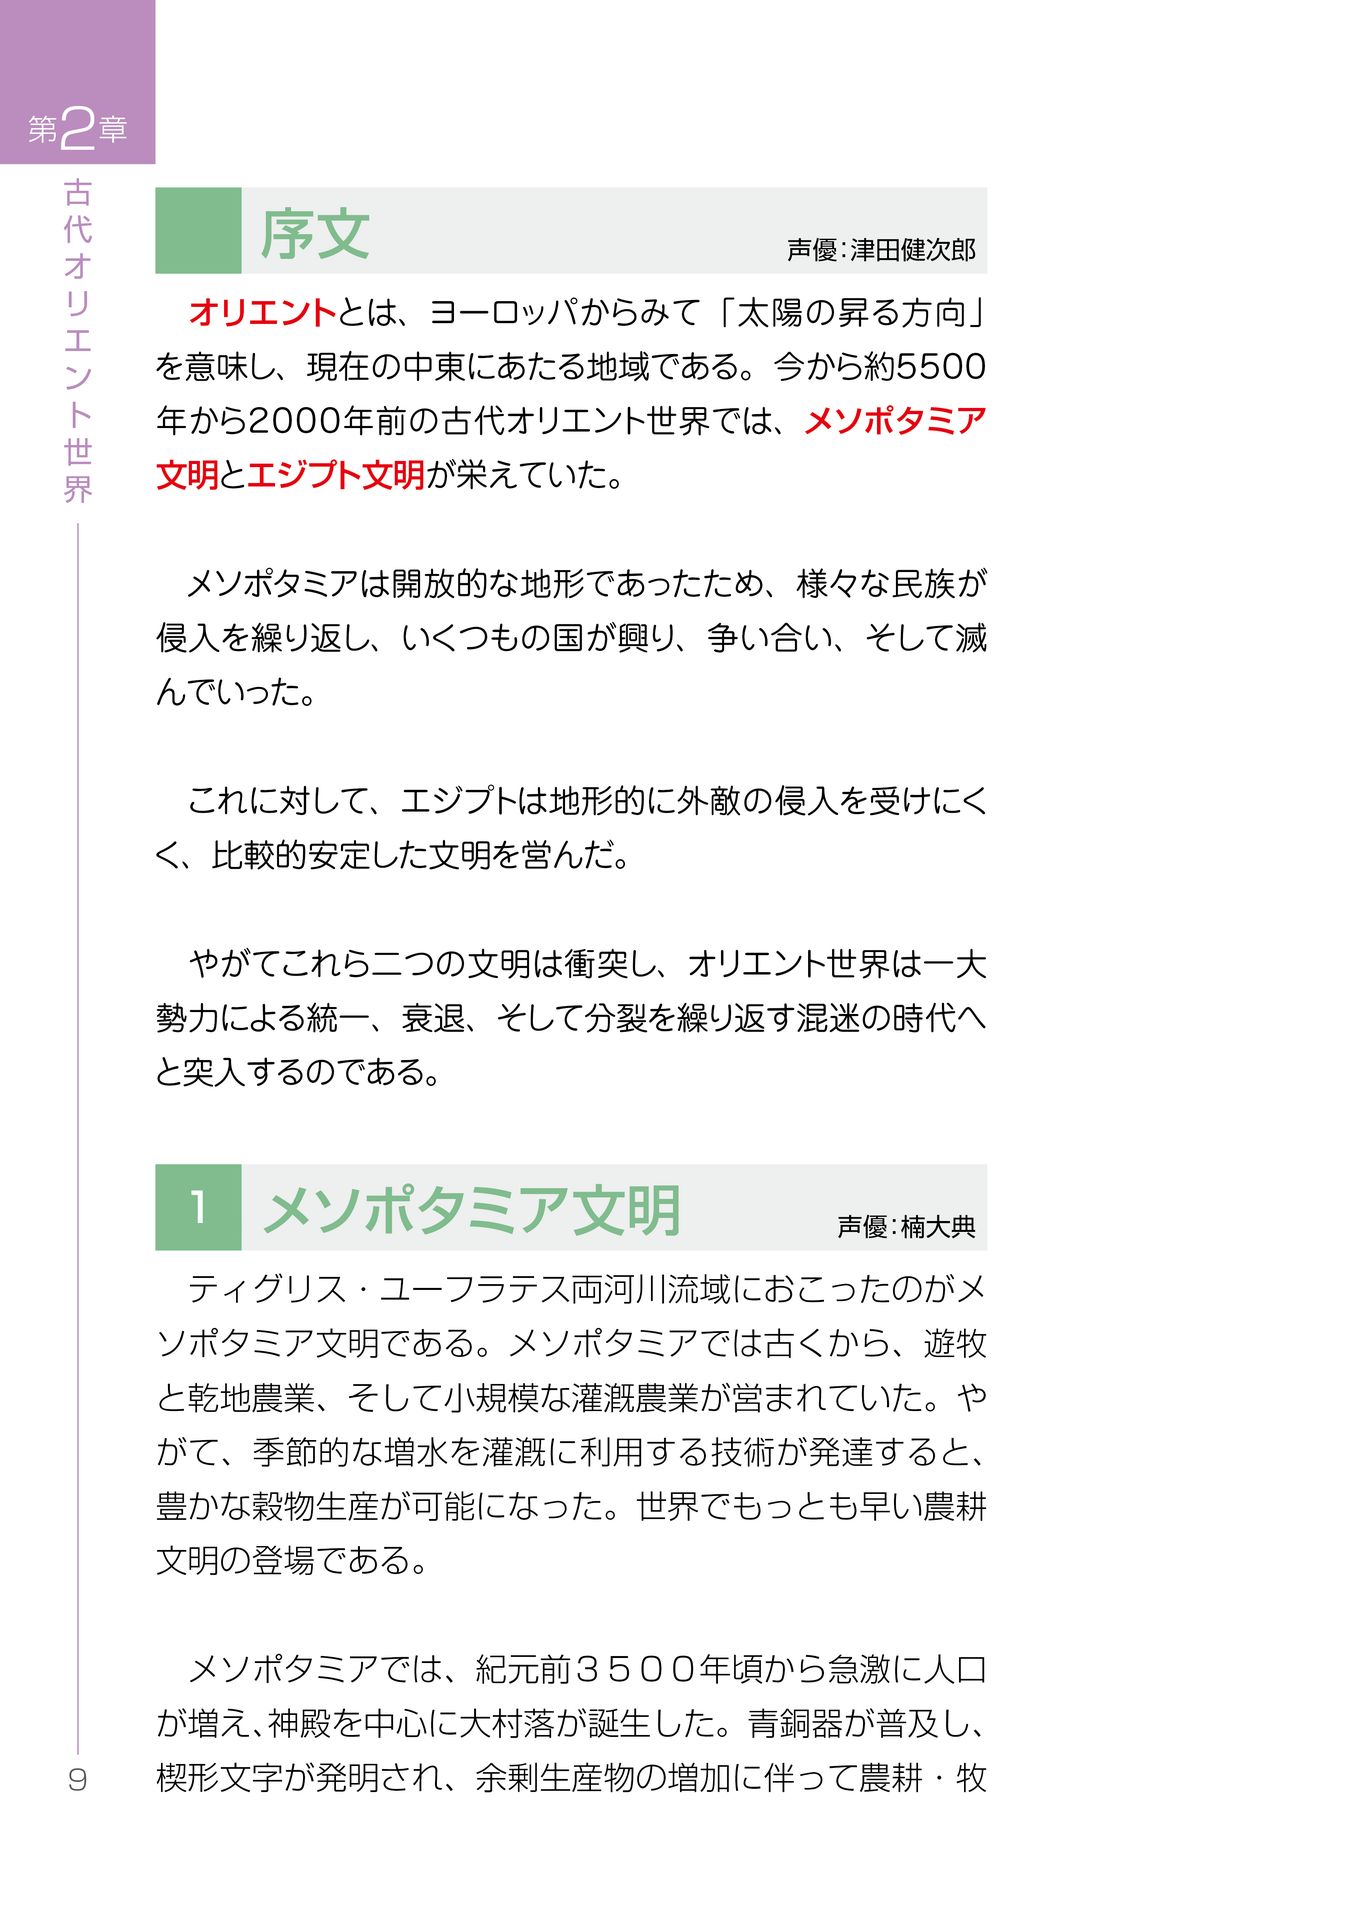 第2章
古代オリエント世界
序文
声優：津田健次郎
オリエントとは、ヨーロッパからみて「太陽の昇る方向」
を意味し、現在の中東にあたる地域である。今から約5500
年から2000年前の古代オリエント世界では、メソポタミア
文明とエジプト文明が栄えていた。
メソポタミアは開放的な地形であったため、様々な民族が
侵入を繰り返し、いくつもの国が興り、争い合い、そして滅
んでいった。
これに対して、エジプトは地形的に外敵の侵入を受けにく
く、比較的安定した文明を営んだ。
やがてこれら二つの文明は衝突し、オリエント世界は一大
勢力による統一、衰退、そして分裂を繰り返す混迷の時代へ
と突入するのである。
1 メソポタミア文明
声優：楠大典
ティグリス・ユーフラテス両河川流域におこったのがメ
ソポタミア文明である。メソポタミアでは古くから、遊牧
と乾地農業、そして小規模な灌漑農業が営まれていた。や
がて、季節的な増水を灌漑に利用する技術が発達すると、
豊かな穀物生産が可能になった。世界でもっとも早い農耕
文明の登場である。
メソポタミアでは、紀元前３５００年頃から急激に人口
が増え、神殿を中心に大村落が誕生した。青銅器が普及し、
楔形文字が発明され、余剰生産物の増加に伴って農耕・牧
9